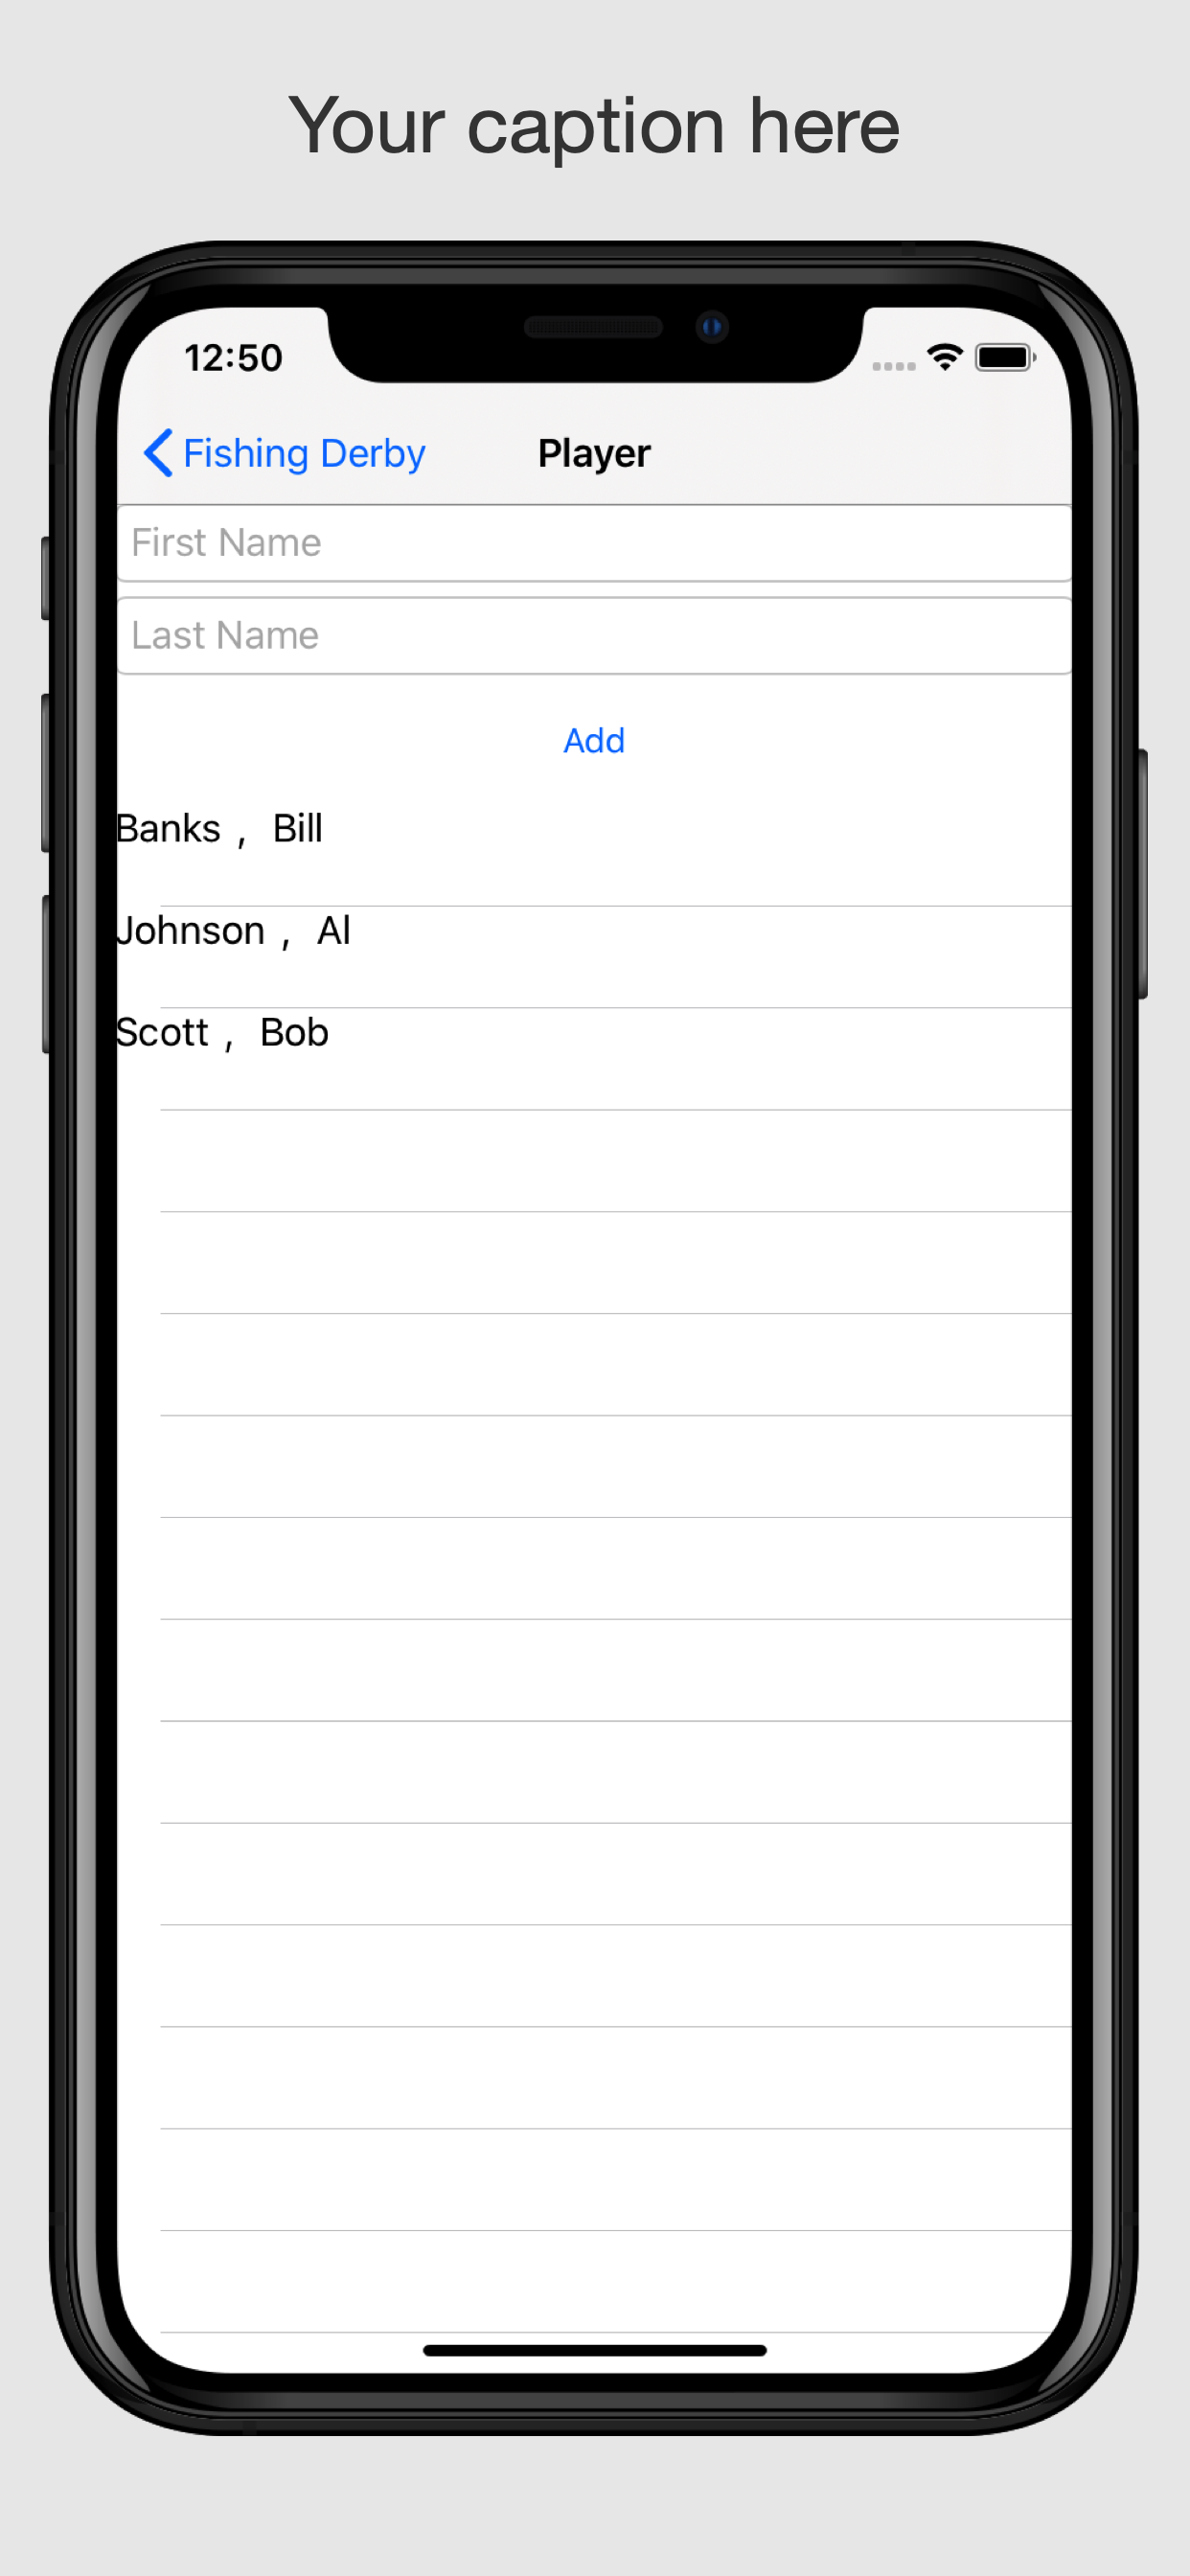 Your caption here
12:50
Fishing Derby Player
First Name
Last Name
Add
Banks , Bill
Johnson , Al
Scott , Bob